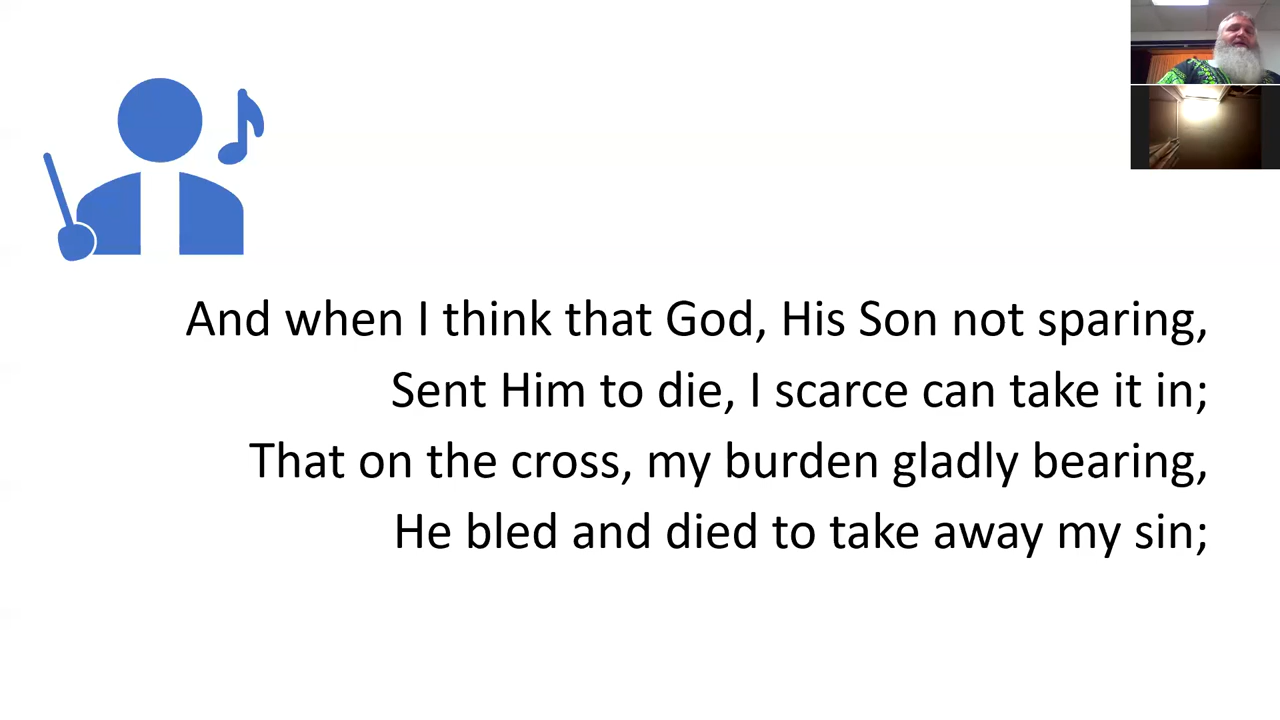 And when I think that God, His Son not sparing,
Sent Him to die, I scarce can take it in;
That on the cross, my burden gladly bearing,
He bled and died to take away my sin;